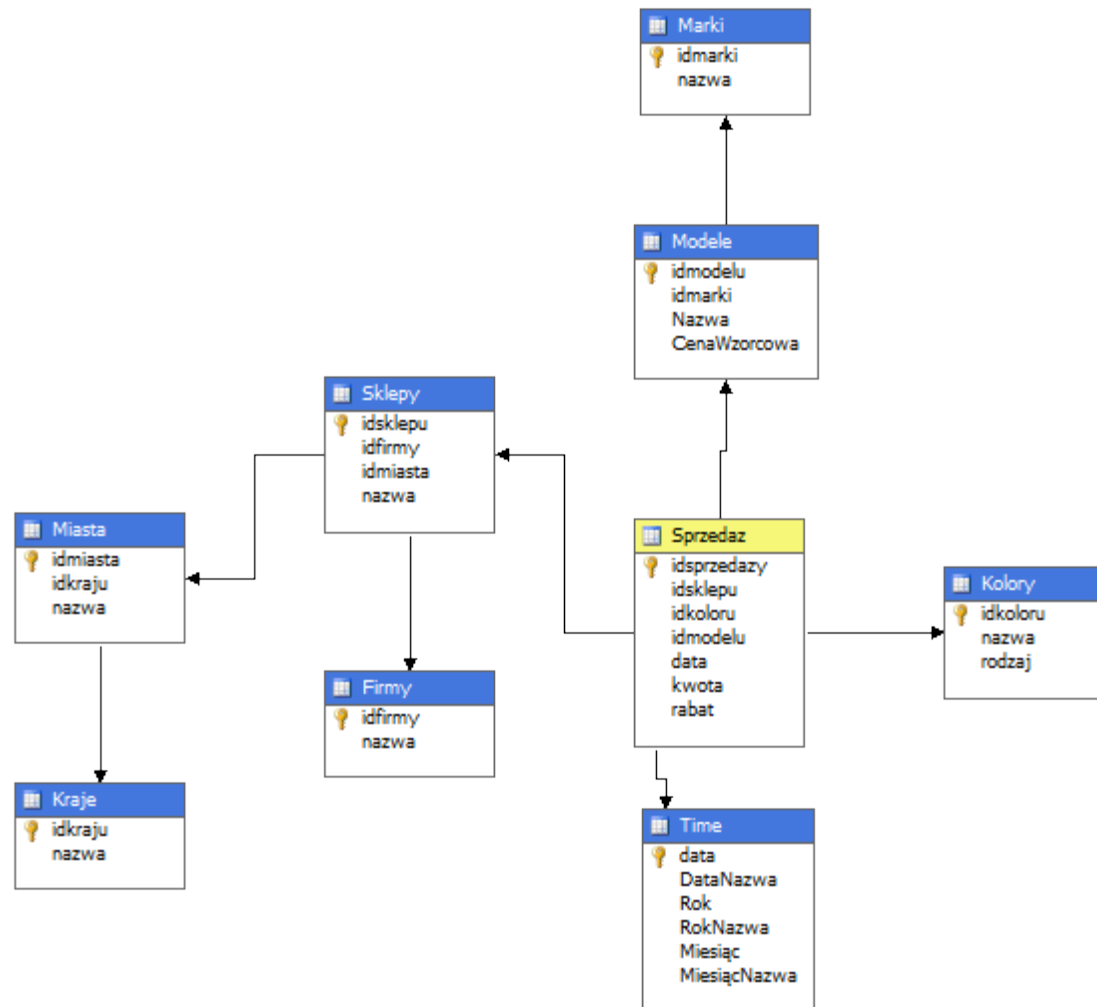 Marki
idmarki
nazwa
Modele
idmodelu
idmarki
Nazwa
CenaWzorcowa
Sklepy
idsklepu
idfirmy
idmiasta
nazwa
Miasta
idmiasta
idkraju
nazwa
Sprzedaz
idsprzedazy
idsklepu
idkoloru
idmodelu
data
kwota
rabat
Kolory
idkoloru
nazwa
rodzaj
Firmy
idfirmy
nazwa
Kraje
idkraju
nazwa
Time
data
DataNazwa
Rok
RokNazwa
Miesiąc
MiesiącNazwa